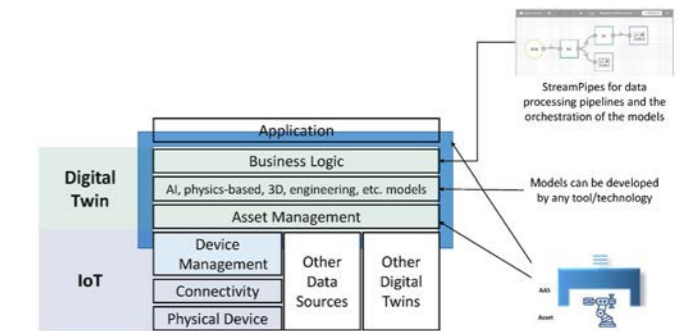 StreamPipes for data
processing pipelines and the
orchestration of the models
Application
Business Logic
Digital
Twin
AI, physics-based, 3D, engineering, etc. models
Models can be developed
by any tool/technology
Asset Management
IoT
Device
Management
Connectivity
Physical Device
Other
Data
Sources
Other
Digital
Twins
AAS
Asset